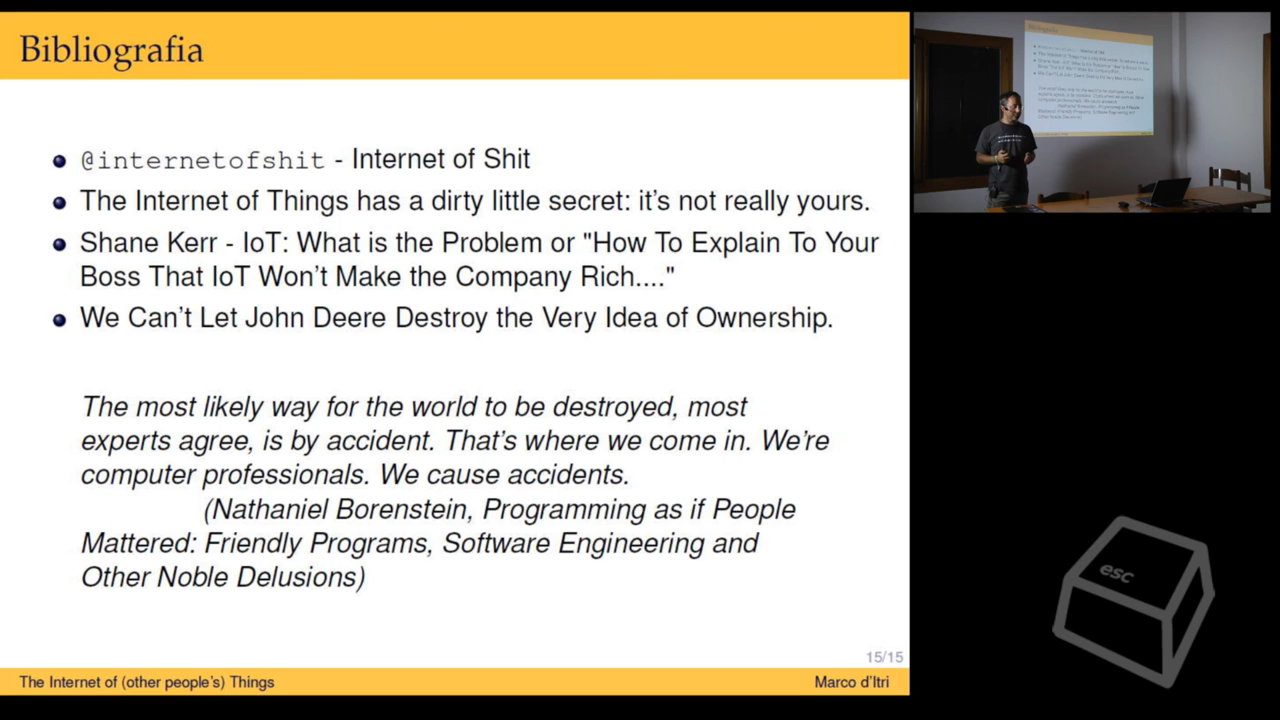 Bibliografia
@internetofshit - Internet of Shit
The Internet of Things has a dirty little secret: it's not really yours.
Shane Kerr - IoT: What is the Problem or "How To Explain To Your
Boss That IoT Won't Make the Company Rich...."
We Can't Let John Deere Destroy the Very Idea of Ownership.
The most likely way for the world to be destroyed, most
experts agree, is by accident. That's where we come in. We're
computer professionals. We cause accidents.
(Nathaniel Borenstein, Programming as if People
Mattered: Friendly Programs, Software Engineering and
Other Noble Delusions)
15/15
The Internet of (other people's) Things
Marco d'Itri
esc